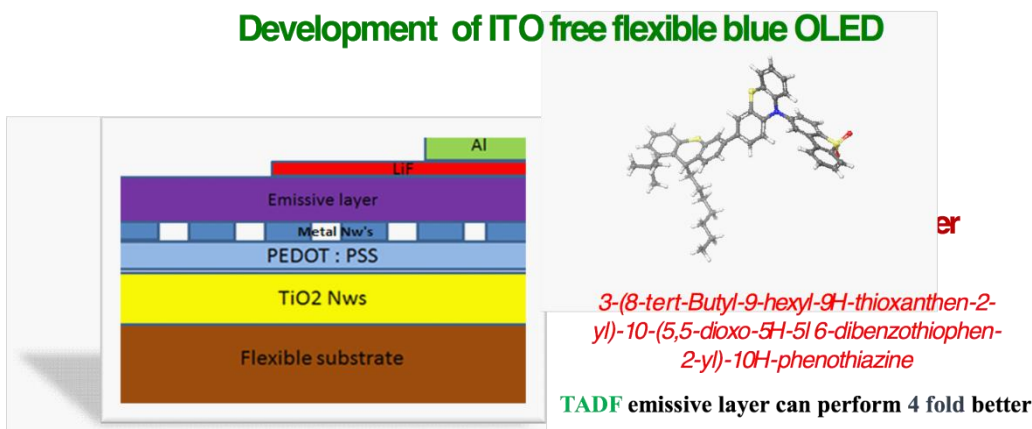 Development of ITO free flexible blue OLED
Al
LiF
Emissive layer
Metal Nw's
PEDOT : PSS
TiO2 Nws
Flexible substrate
er
3-(8-tert-Butyl-9-hexyl-9H-thioxanthen-2-
yl)-10-(5,5-dioxo-5H-5l 6-dibenzothiophen-
2-yl)-10H-phenothiazine
TADF emissive layer can perform 4 fold better